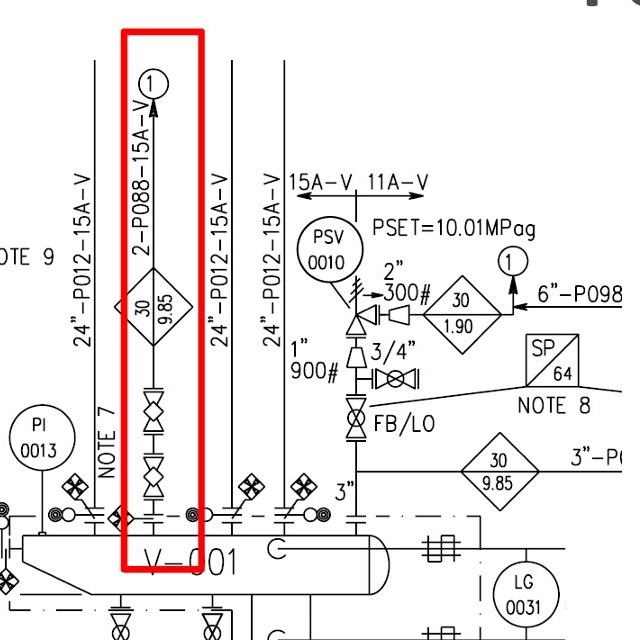 1
15A-V 11A-V
2-P088-15A-V
24"-P012-15A-V
24"-P012-15A-V
24"-P012-15A-V
PSV
0010
PSET=10.01MPag
OTE 9
1
2"
300#
30
9.85
30
1.90
6"-P098
1"
900#
3/4"
SP
64
NOTE 8
PI
0013
NOTE 7
FB/LO
30
9.85
3"-P
3"
V-001
LG
0031